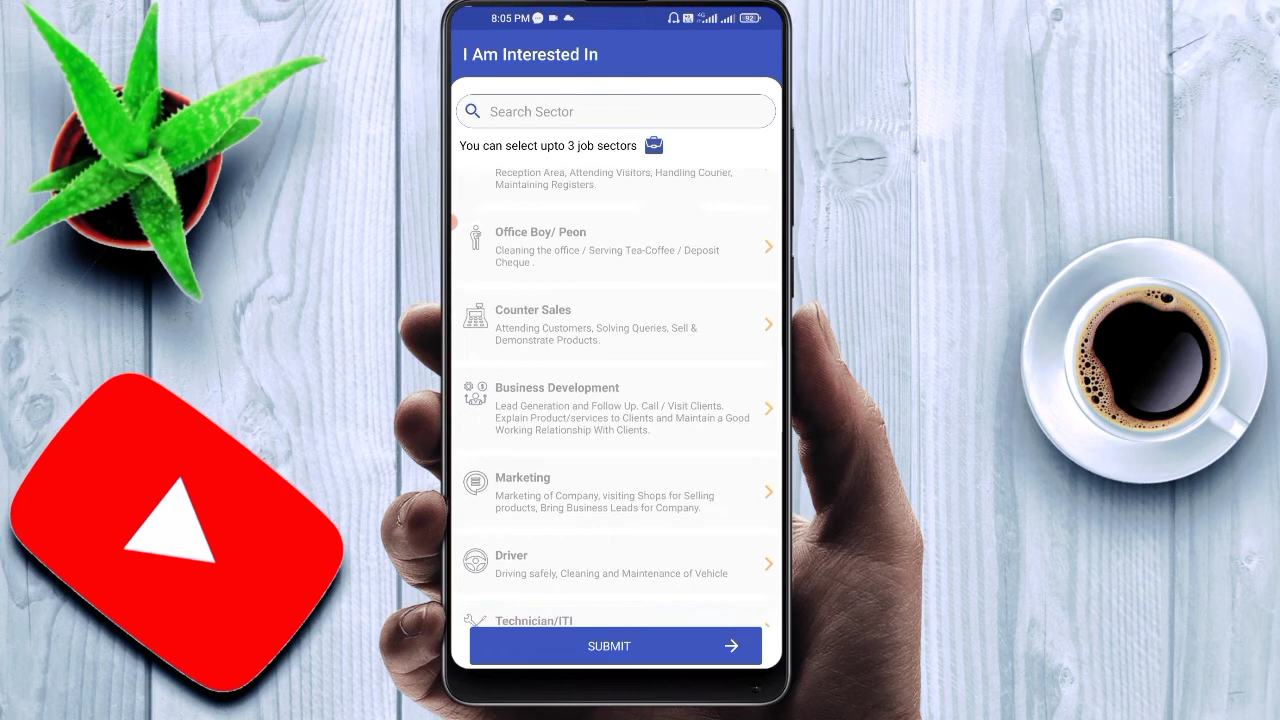 8:05 PM
4G
92
I Am Interested In
Search Sector
You can select upto 3 job sectors
Reception Area, Attending Visitors, Handling Courier,
Maintaining Registers.
Office Boy/ Peon
Cleaning the office / Serving Tea-Coffee / Deposit
Cheque .
Counter Sales
Attending Customers, Solving Queries, Sell &
Demonstrate Products.
Business Development
Lead Generation and Follow Up. Call / Visit Clients.
Explain Product/services to Clients and Maintain a Good
Working Relationship With Clients.
Marketing
Marketing of Company, visiting Shops for Selling
products, Bring Business Leads for Company.
Driver
Driving safely, Cleaning and Maintenance of Vehicle
Technician/ITI
SUBMIT